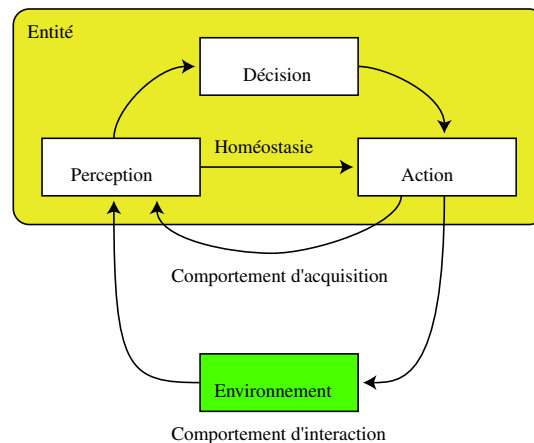 Entité
Décision
Homéostasie
Perception
Action
Comportement d'acquisition
Environnement
Comportement d'interaction